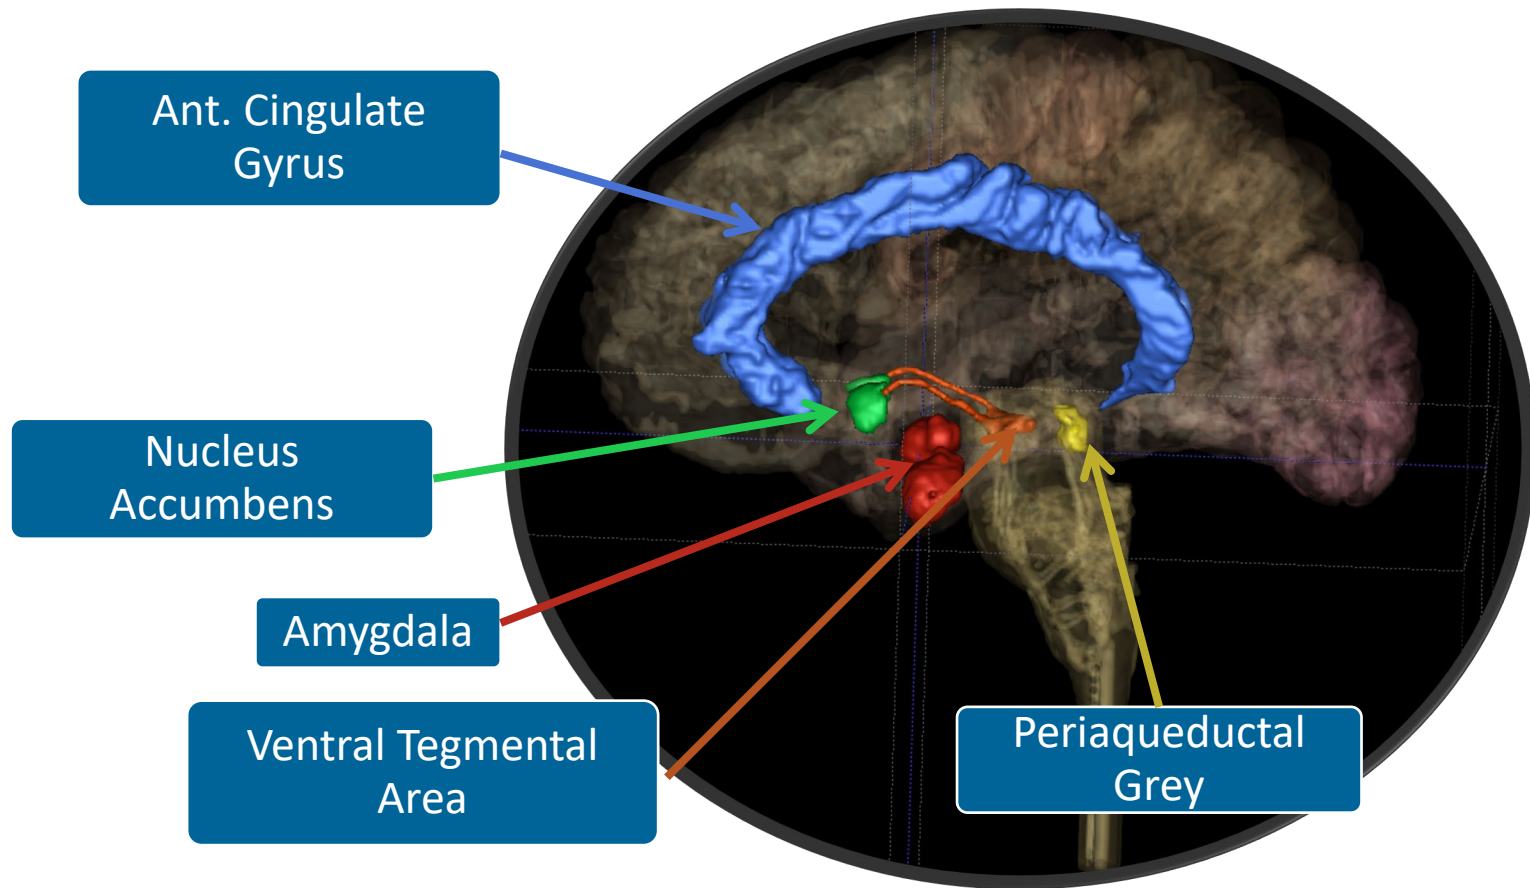 Ant. Cingulate
Gyrus
Nucleus
Accumbens
Amygdala
Ventral Tegmental
Area
Periaqueductal
Grey